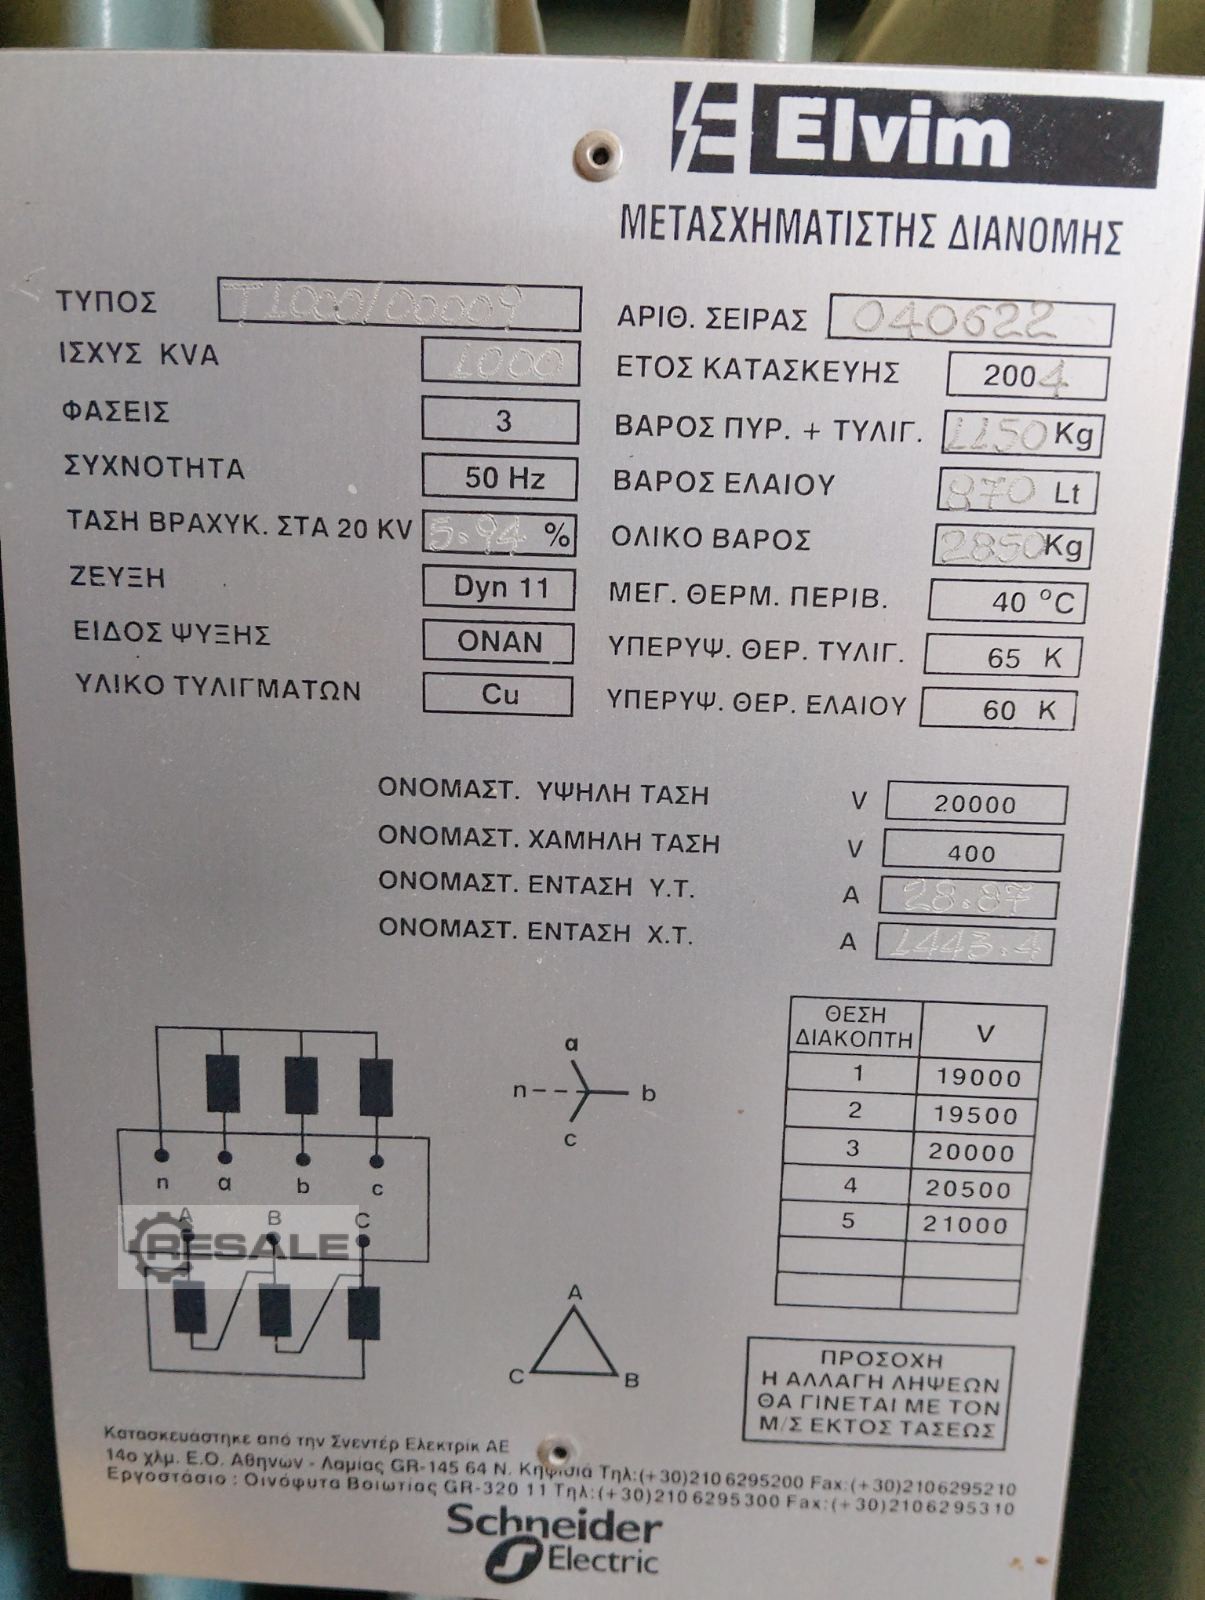 Elvim
ΜΕΤΑΣΧΗΜΑΤΙΣΤΗΣ ΔΙΑΝΟΜΗΣ
ΤΥΠΟΣ T1000/00009
ΙΣΧΥΣ KVA 1000
ΦΑΣΕΙΣ 3
ΣΥΧΝΟΤΗΤΑ 50 Hz
ΤΑΣΗ ΒΡΑΧΥΚ. ΣΤΑ 20 KV 5.94 %
ΖΕΥΞΗ Dyn 11
ΕΙΔΟΣ ΨΥΞΗΣ ONAN
ΥΛΙΚΟ ΤΥΛΙΓΜΑΤΩΝ Cu
ΑΡΙΘ. ΣΕΙΡΑΣ 040622
ΕΤΟΣ ΚΑΤΑΣΚΕΥΗΣ 2004
ΒΑΡΟΣ ΠΥΡ. + ΤΥΛΙΓ. 1150 Kg
ΒΑΡΟΣ ΕΛΑΙΟΥ 870 Lt
ΟΛΙΚΟ ΒΑΡΟΣ 2850 Kg
ΜΕΓ. ΘΕΡΜ. ΠΕΡΙΒ. 40 °C
ΥΠΕΡΥΨ. ΘΕΡ. ΤΥΛΙΓ. 65 K
ΥΠΕΡΥΨ. ΘΕΡ. ΕΛΑΙΟΥ 60 K
ΟΝΟΜΑΣΤ. ΥΨΗΛΗ ΤΑΣΗ V 20000
ΟΝΟΜΑΣΤ. ΧΑΜΗΛΗ ΤΑΣΗ V 400
ΟΝΟΜΑΣΤ. ΕΝΤΑΣΗ Υ.Τ. A 28.87
ΟΝΟΜΑΣΤ. ΕΝΤΑΣΗ Χ.Τ. A 1443.4
n a b c
A B C
RESALE
a
n b
c
A
C B
ΘΕΣΗ
ΔΙΑΚΟΠΤΗ V
1 19000
2 19500
3 20000
4 20500
5 21000
ΠΡΟΣΟΧΗ
Η ΑΛΛΑΓΗ ΛΗΨΕΩΝ
ΘΑ ΓΙΝΕΤΑΙ ΜΕ ΤΟΝ
Μ/Σ ΕΚΤΟΣ ΤΑΣΕΩΣ
Κατασκευάστηκε από την Σνεντέρ Ελεκτρίκ ΑΕ
14ο χλμ. Ε.Ο. Αθηνων - Λαμίας GR-145 64 Ν. Κηφισιά Τηλ:(+30)210 6295200 Fax:(+30)2106295210
Εργοστάσιο : Οινόφυτα Βοιωτίας GR-320 11 Τηλ:(+30)210 6295300 Fax:(+30)2106295310
Schneider
Electric